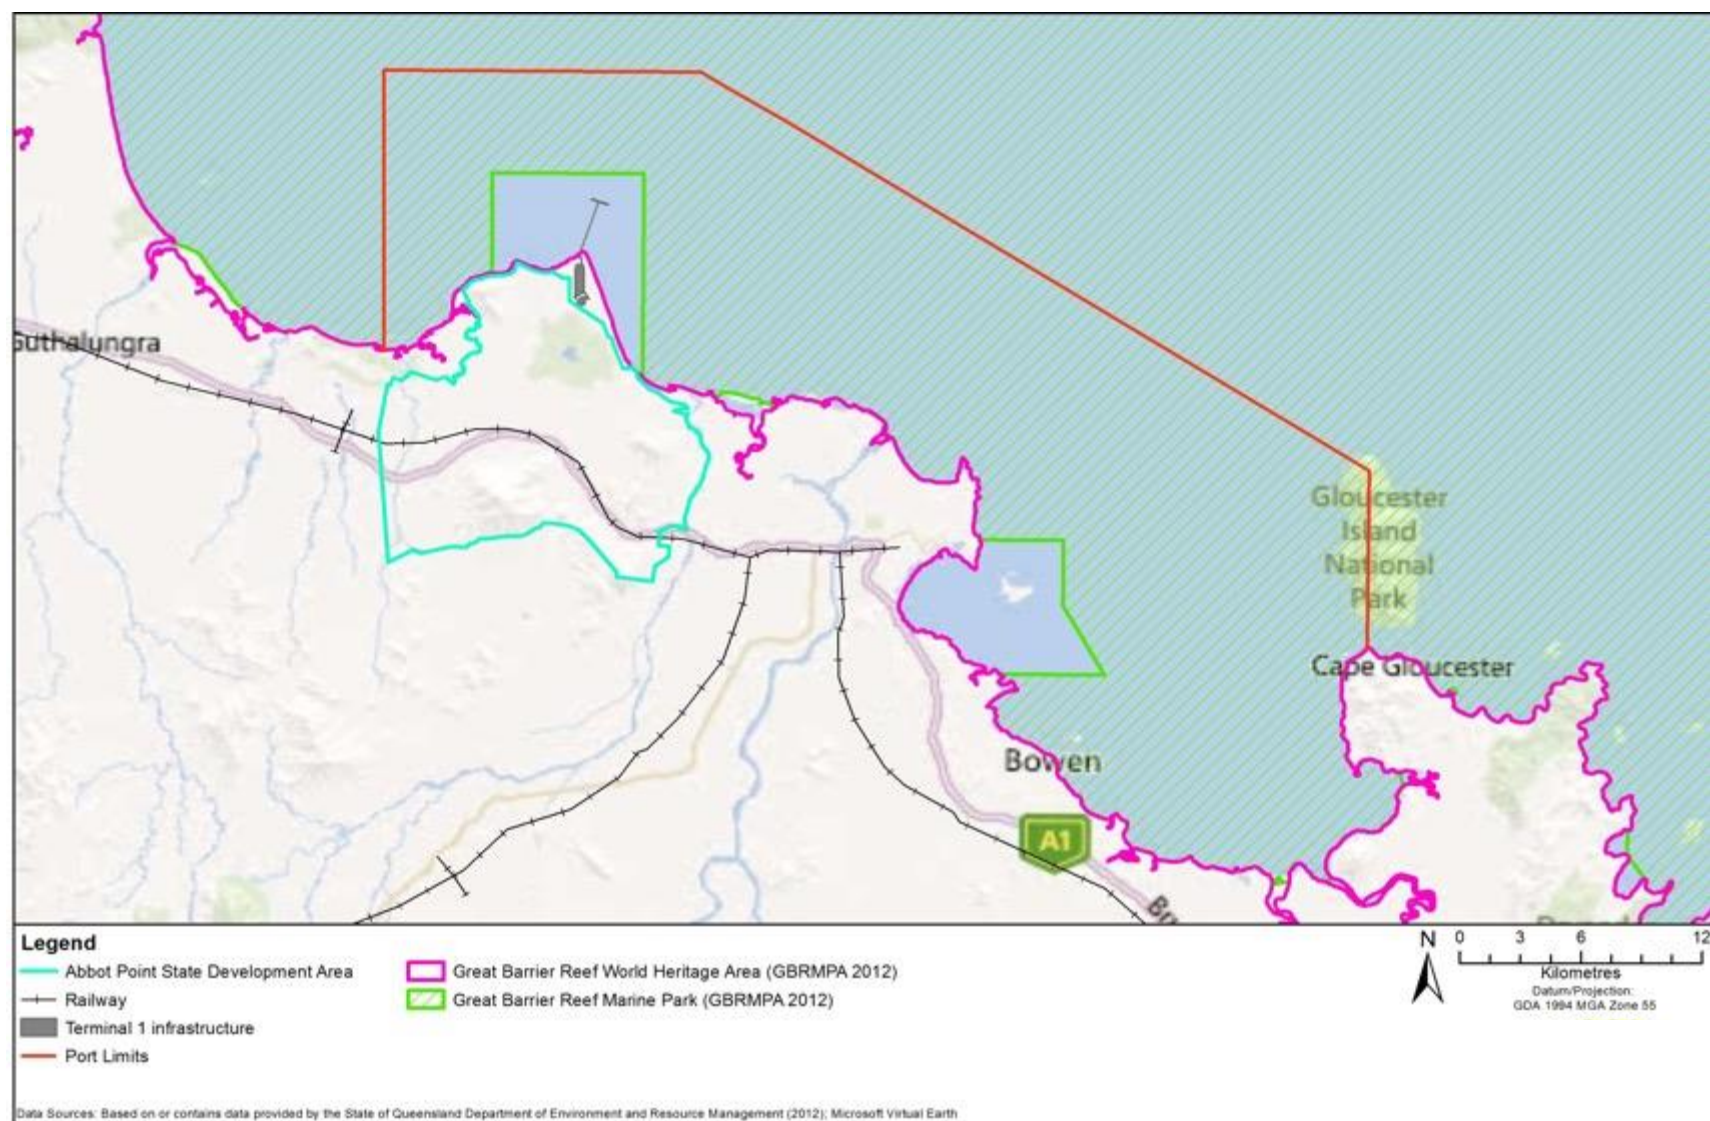 Guthalungra
Gloucester
Island
National
Park
Cape Gloucester
Bowen
A1
Legend
Abbot Point State Development Area
Railway
Terminal 1 infrastructure
Port Limits
Great Barrier Reef World Heritage Area (GBRMPA 2012)
Great Barrier Reef Marine Park (GBRMPA 2012)
N
0 3 6 12
Kilometres
Datum/Projection:
GDA 1994 MGA Zone 55
Data Sources: Based on or contains data provided by the State of Queensland Department of Environment and Resource Management (2012); Microsoft Virtual Earth